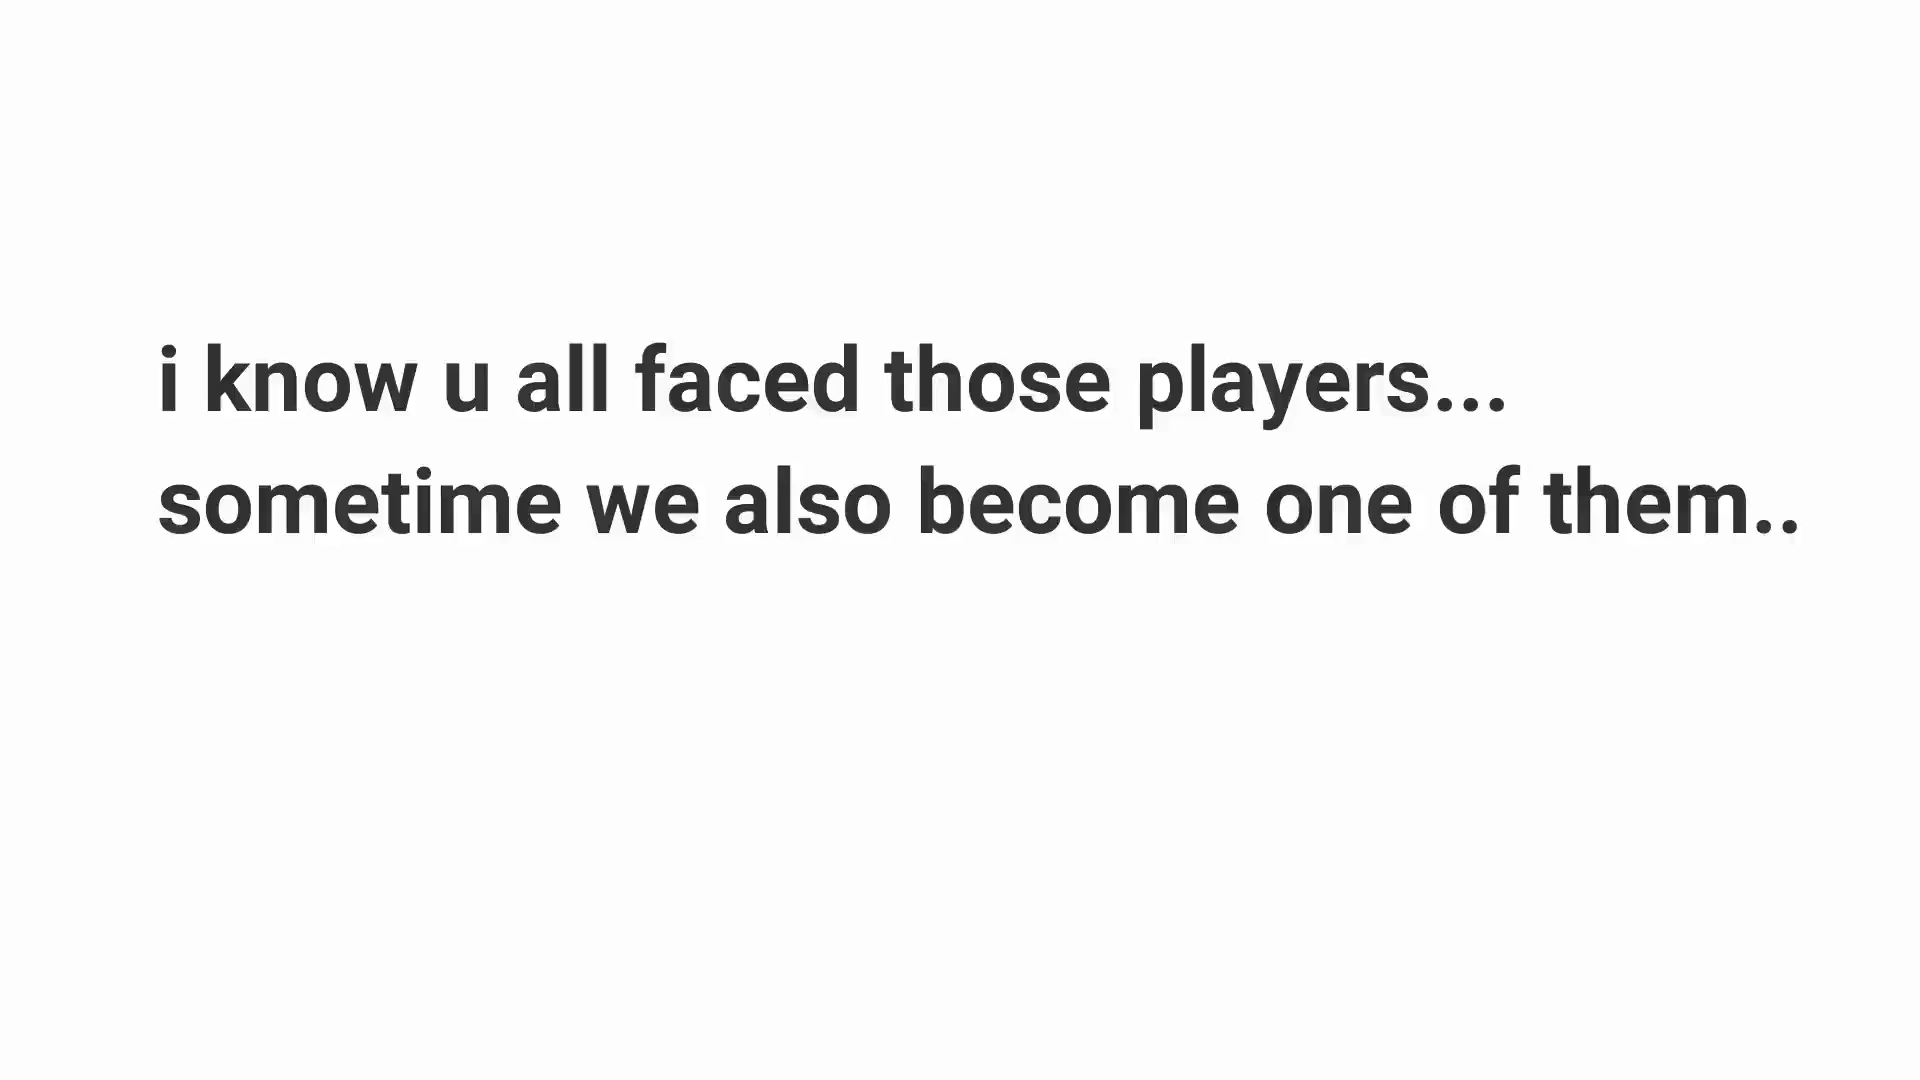 i know u all faced those players...
sometime we also become one of them..